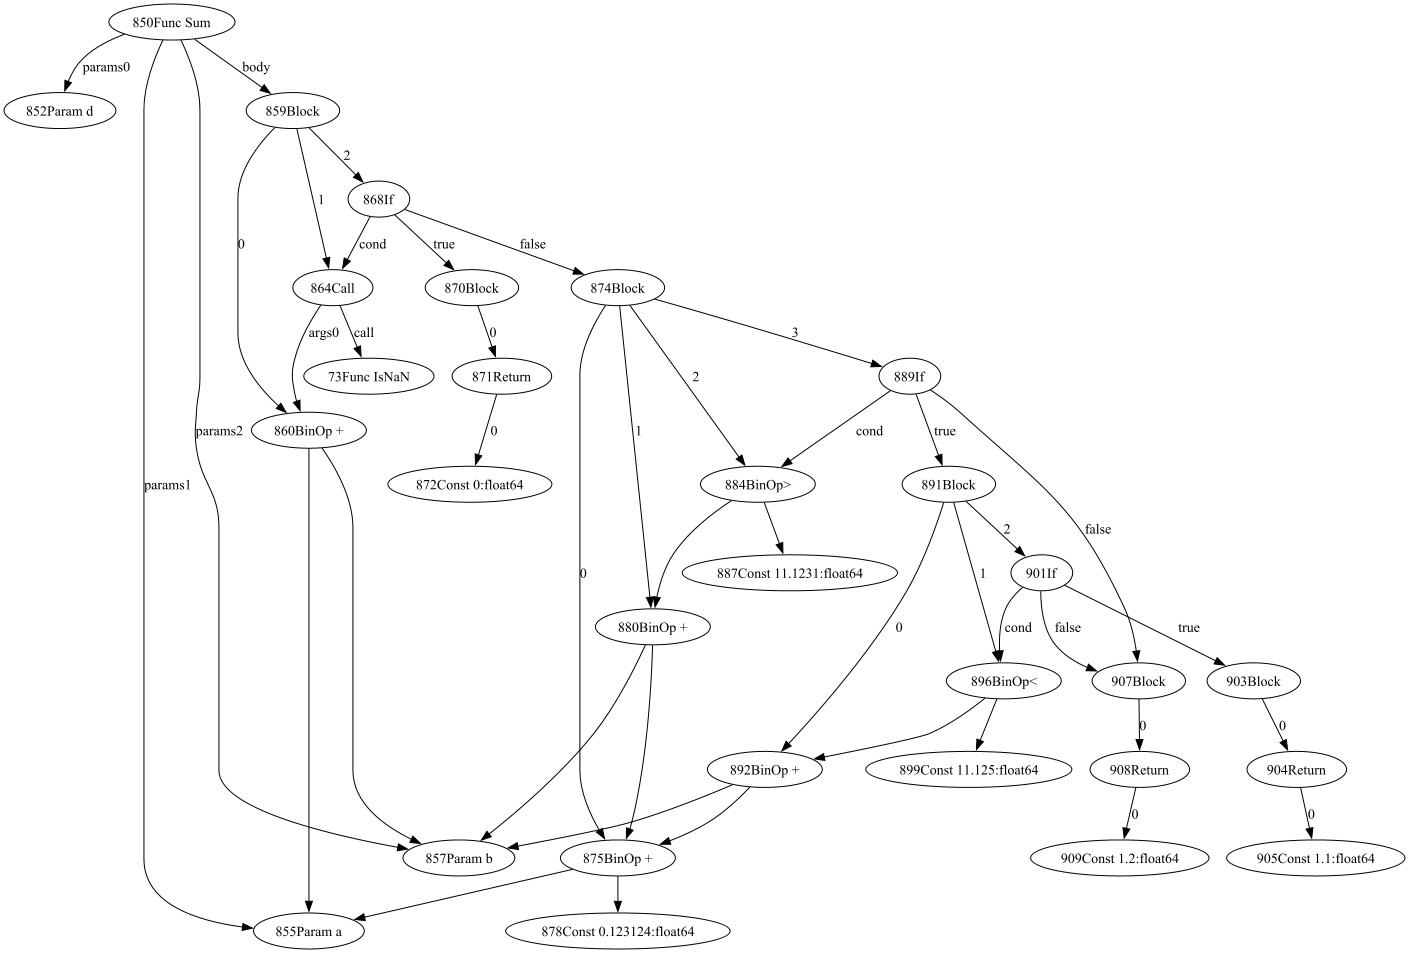 850Func Sum
params0
body
852Param d
859Block
2
868If
1
0
cond
true
false
864Call
870Block
874Block
args0
call
0
3
73Func IsNaN
871Return
2
889If
860BinOp +
params2
0
1
cond
true
params1
872Const 0:float64
884BinOp>
891Block
false
2
887Const 11.1231:float64
0
1
901If
880BinOp +
0
cond
false
true
896BinOp<
907Block
903Block
0
0
892BinOp +
899Const 11.125:float64
908Return
904Return
0
0
857Param b
875BinOp +
909Const 1.2:float64
905Const 1.1:float64
855Param a
878Const 0.123124:float64